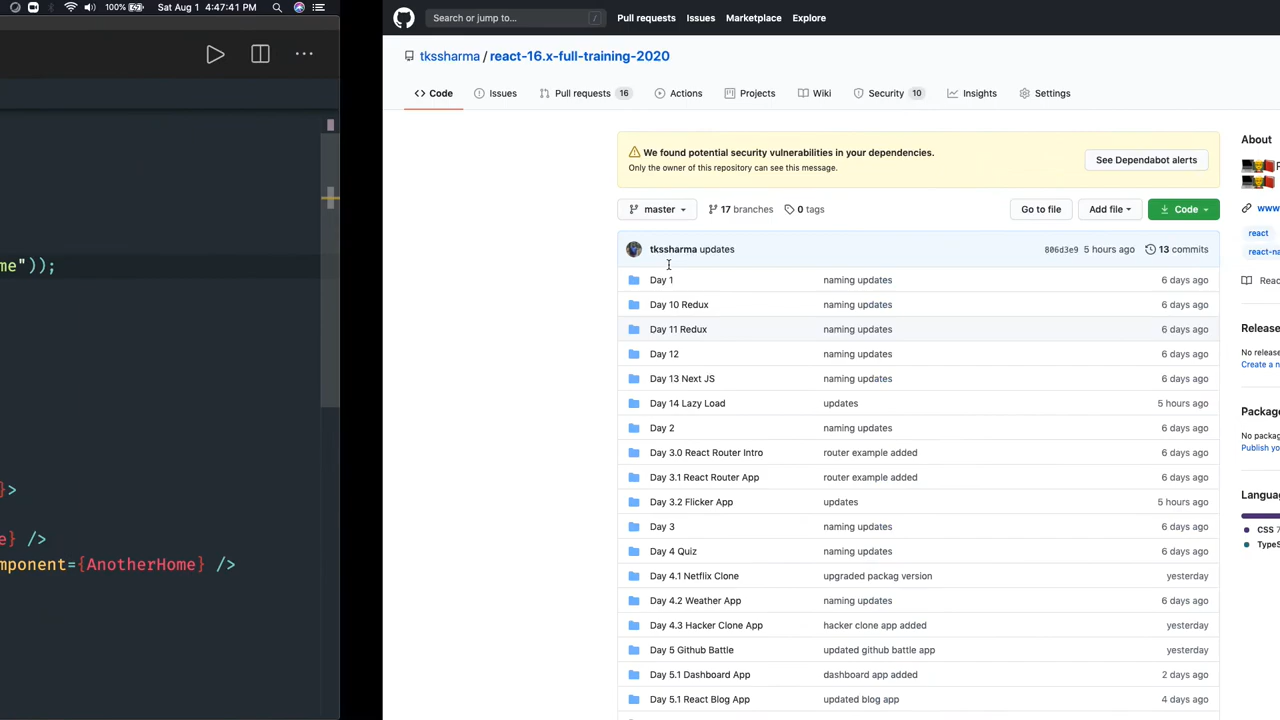 100%
Sat Aug 1 4:47:41 PM
me"));
}>
e} />
mponent={AnotherHome} />
Search or jump to...
/
Pull requests
Issues
Marketplace
Explore
tkssharma / react-16.x-full-training-2020
Code
Issues
Pull requests 16
Actions
Projects
Wiki
Security 10
Insights
Settings
We found potential security vulnerabilities in your dependencies.
Only the owner of this repository can see this message.
See Dependabot alerts
master
17 branches
0 tags
Go to file
Add file
Code
tkssharma updates
806d3e9 5 hours ago
13 commits
Day 1 naming updates 6 days ago
Day 10 Redux naming updates 6 days ago
Day 11 Redux naming updates 6 days ago
Day 12 naming updates 6 days ago
Day 13 Next JS naming updates 6 days ago
Day 14 Lazy Load updates 5 hours ago
Day 2 naming updates 6 days ago
Day 3.0 React Router Intro router example added 6 days ago
Day 3.1 React Router App router example added 6 days ago
Day 3.2 Flicker App updates 5 hours ago
Day 3 naming updates 6 days ago
Day 4 Quiz naming updates 6 days ago
Day 4.1 Netflix Clone upgraded packag version yesterday
Day 4.2 Weather App naming updates 6 days ago
Day 4.3 Hacker Clone App hacker clone app added yesterday
Day 5 Github Battle updated github battle app yesterday
Day 5.1 Dashboard App dashboard app added 2 days ago
Day 5.1 React Blog App updated blog app 4 days ago
About
www
react
react-na
Reac
Release
No release
Create a n
Packag
No packag
Publish yo
Languag
CSS 7
TypeS